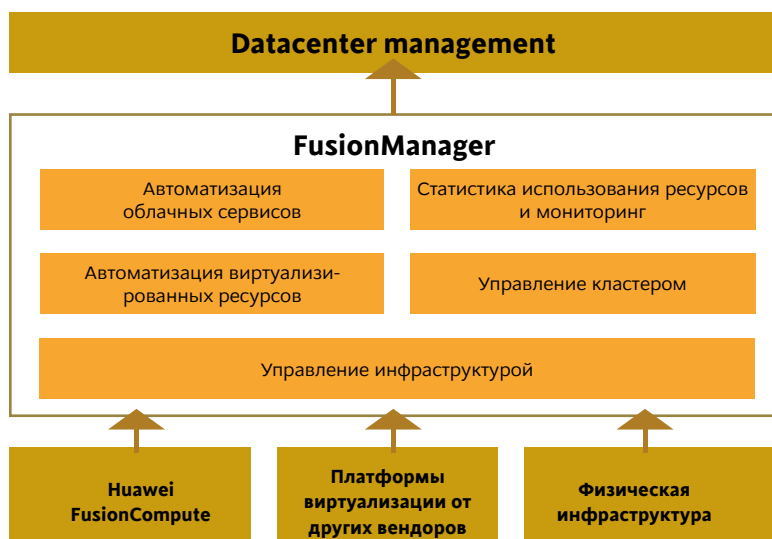 Datacenter management
FusionManager
Автоматизация
облачных сервисов
Статистика использования ресурсов
и мониторинг
Автоматизация виртуализи-
рованных ресурсов
Управление кластером
Управление инфраструктурой
Huawei
FusionCompute
Платформы
виртуализации от
других вендоров
Физическая
инфраструктура